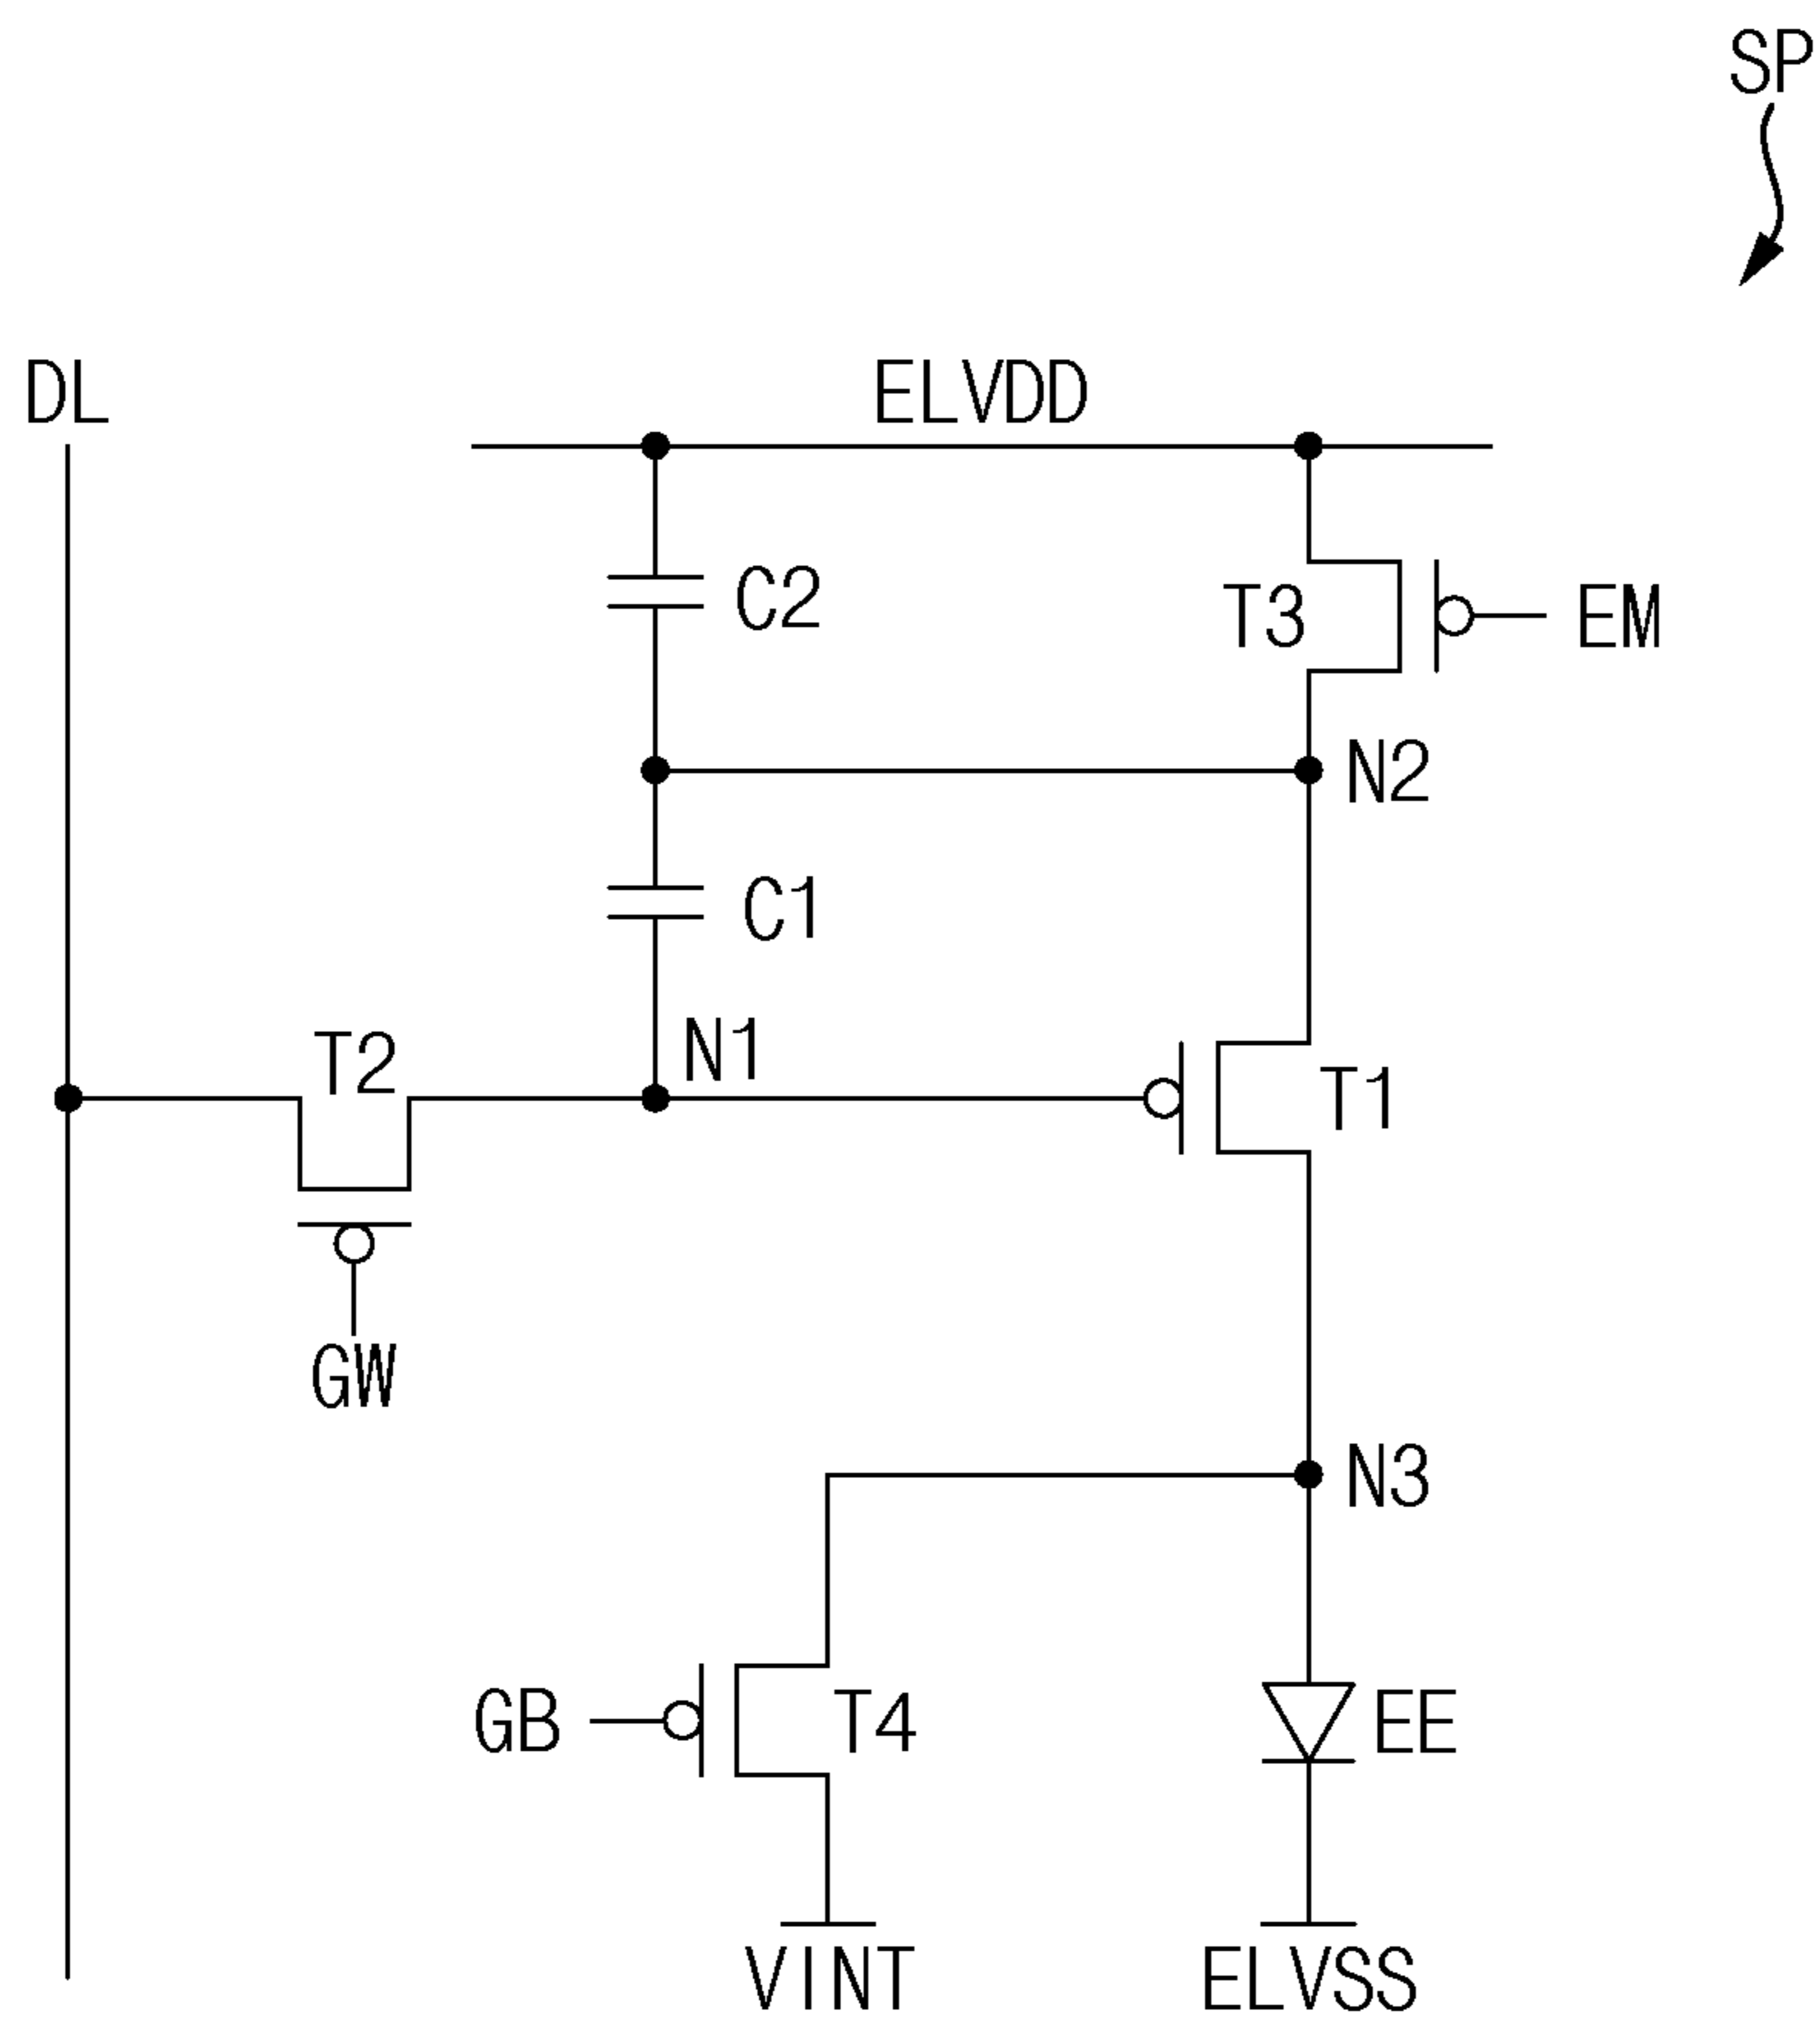 SP
DL
ELVDD
C2
T3
EM
N2
C1
N1
T2
T1
GW
N3
GB
T4
EE
VINT
ELVSS